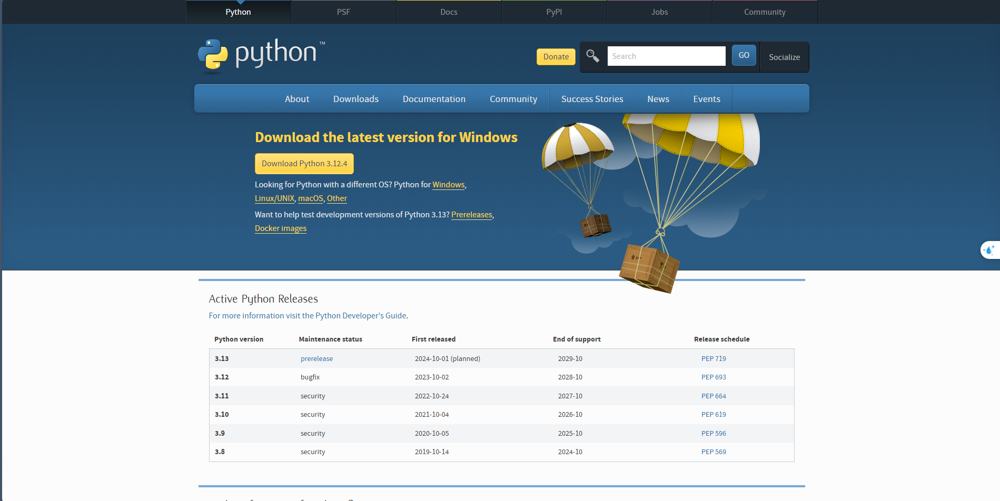 Python PSF Docs PyPI Jobs Community
python ™
Donate Search GO Socialize
About Downloads Documentation Community Success Stories News Events
Download the latest version for Windows
Download Python 3.12.4
Looking for Python with a different OS? Python for Windows,
Linux/UNIX, macOS, Other
Want to help test development versions of Python 3.13? Prereleases,
Docker images
Active Python Releases
For more information visit the Python Developer's Guide.
Python version Maintenance status First released End of support Release schedule
3.13 prerelease 2024-10-01 (planned) 2029-10 PEP 719
3.12 bugfix 2023-10-02 2028-10 PEP 693
3.11 security 2022-10-24 2027-10 PEP 664
3.10 security 2021-10-04 2026-10 PEP 619
3.9 security 2020-10-05 2025-10 PEP 596
3.8 security 2019-10-14 2024-10 PEP 569